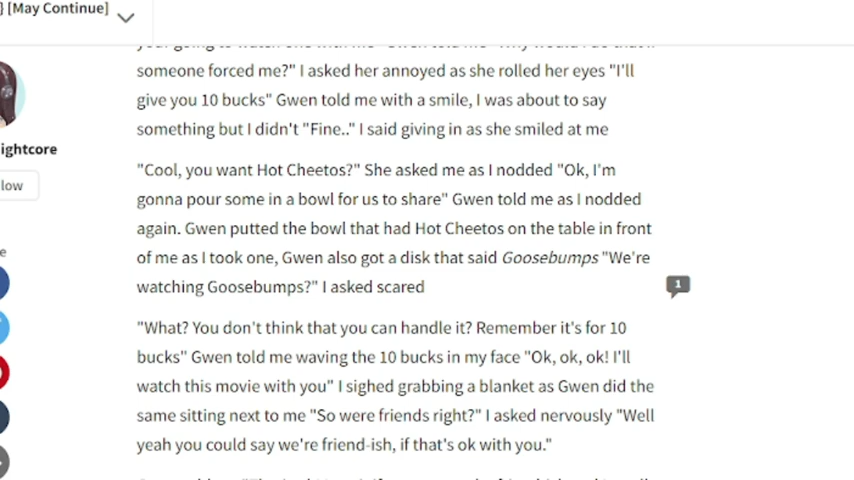 } [May Continue]
someone forced me?" I asked her annoyed as she rolled her eyes "I'll
give you 10 bucks" Gwen told me with a smile, I was about to say
something but I didn't "Fine.." I said giving in as she smiled at me
ightcore
"Cool, you want Hot Cheetos?" She asked me as I nodded "Ok, I'm
low
gonna pour some in a bowl for us to share" Gwen told me as I nodded
again. Gwen putted the bowl that had Hot Cheetos on the table in front
e
of me as I took one, Gwen also got a disk that said Goosebumps "We're
watching Goosebumps?" I asked scared
1
"What? You don't think that you can handle it? Remember it's for 10
bucks" Gwen told me waving the 10 bucks in my face "Ok, ok, ok! I'll
watch this movie with you" I sighed grabbing a blanket as Gwen did the
same sitting next to me "So were friends right?" I asked nervously "Well
yeah you could say we're friend-ish, if that's ok with you."